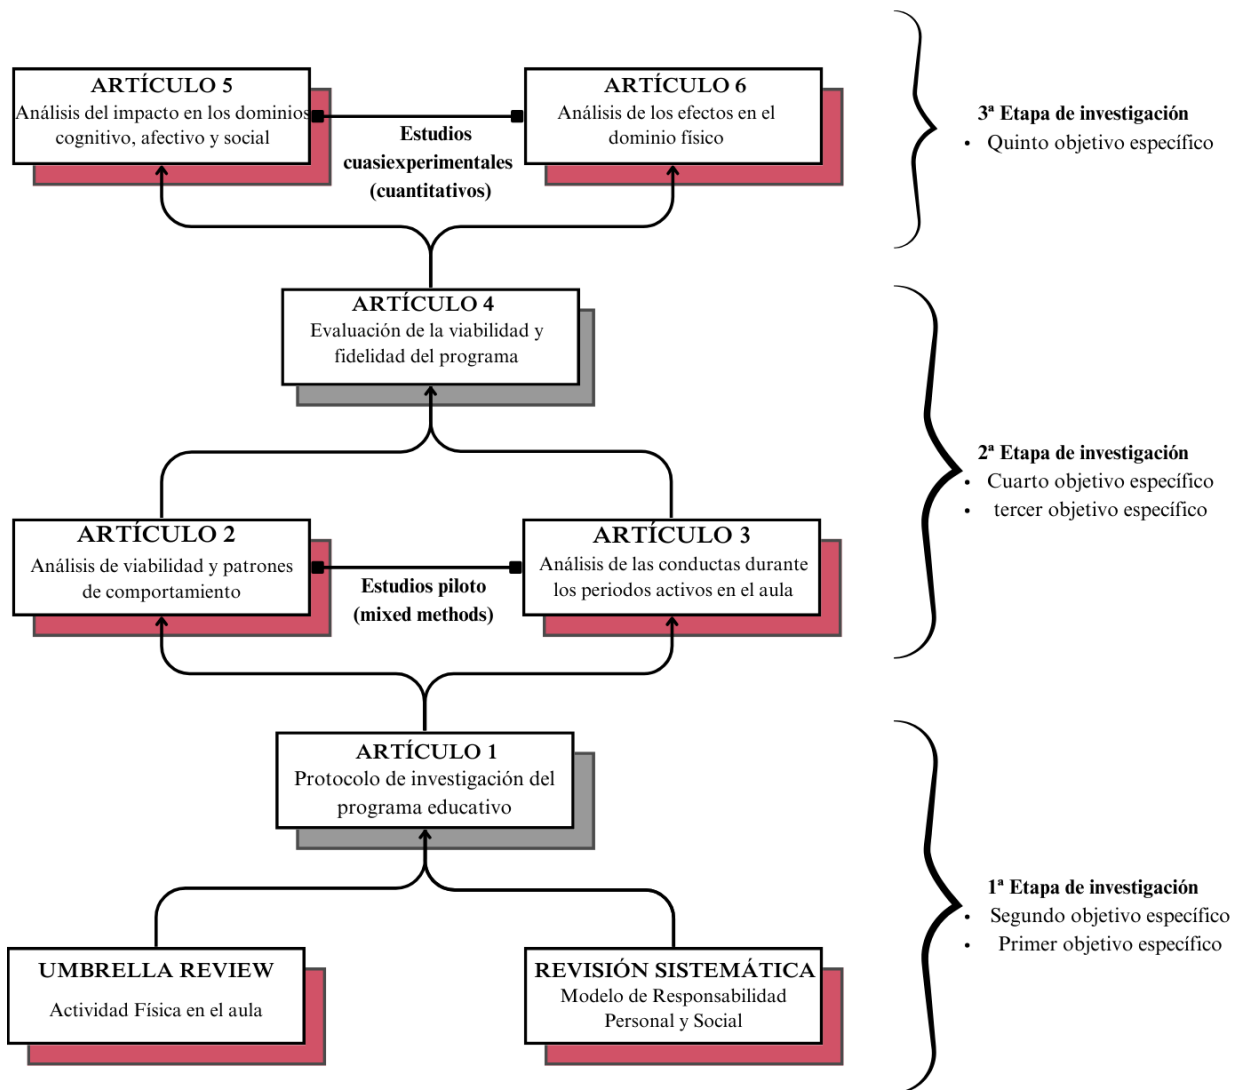 ARTÍCULO 5
Análisis del impacto en los dominios
cognitivo, afectivo y social
Estudios
cuasiexperimentales
(cuantitativos)
ARTÍCULO 6
Análisis de los efectos en el
dominio físico
3ª Etapa de investigación
• Quinto objetivo específico
ARTÍCULO 4
Evaluación de la viabilidad y
fidelidad del programa
2ª Etapa de investigación
• Cuarto objetivo específico
• tercer objetivo específico
ARTÍCULO 2
Análisis de viabilidad y patrones
de comportamiento
Estudios piloto
(mixed methods)
ARTÍCULO 3
Análisis de las conductas durante
los periodos activos en el aula
ARTÍCULO 1
Protocolo de investigación del
programa educativo
1ª Etapa de investigación
• Segundo objetivo específico
• Primer objetivo específico
UMBRELLA REVIEW
Actividad Física en el aula
REVISIÓN SISTEMÁTICA
Modelo de Responsabilidad
Personal y Social